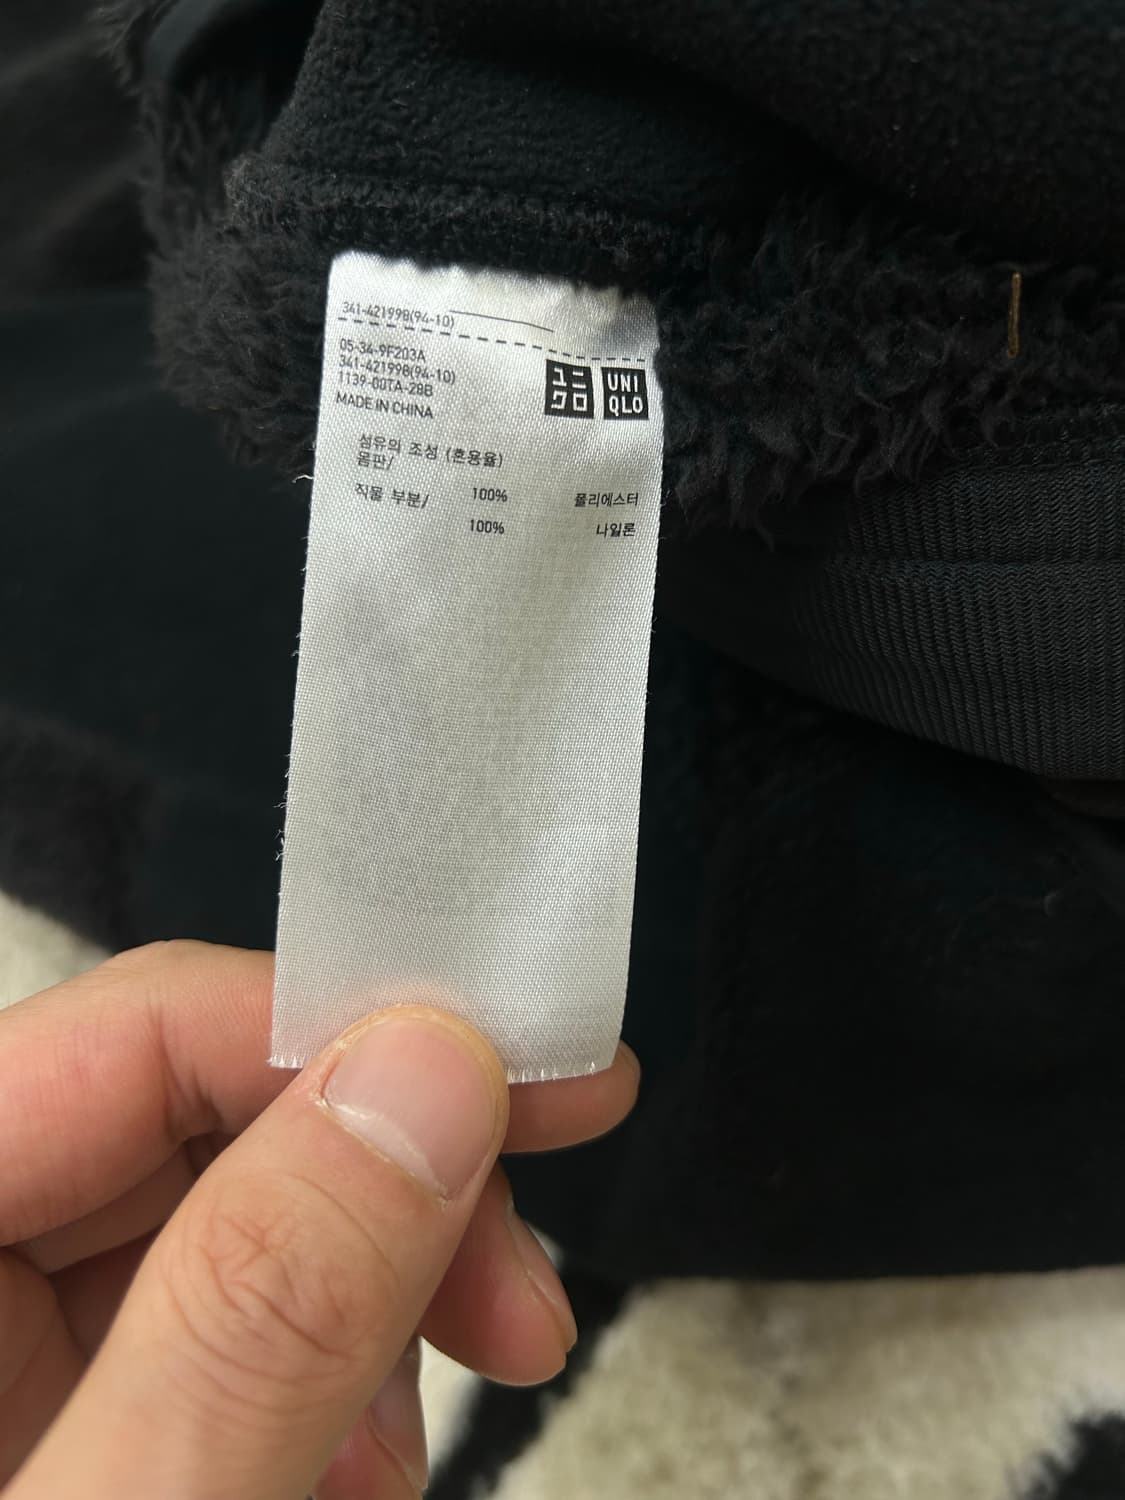 341-421998(94-10)
05-34-9F203A
341-421998(94-10)
1139-00TA-28B
MADE IN CHINA
ユニ
クロ
UNI
QLO
섬유의 조성 (혼용율)
몸판/
100% 폴리에스터
직물 부분/
100% 나일론